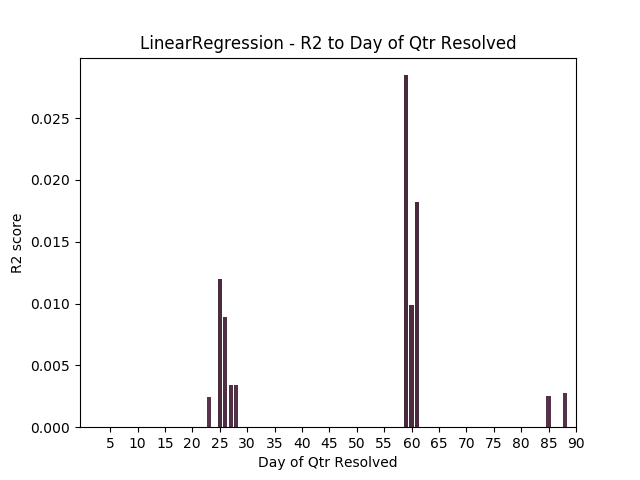 LinearRegression - R2 to Day of Qtr Resolved
0.025
0.020
0.015
0.010
0.005
0.000
R2 score
5 10 15 20 25 30 35 40 45 50 55 60 65 70 75 80 85 90
Day of Qtr Resolved